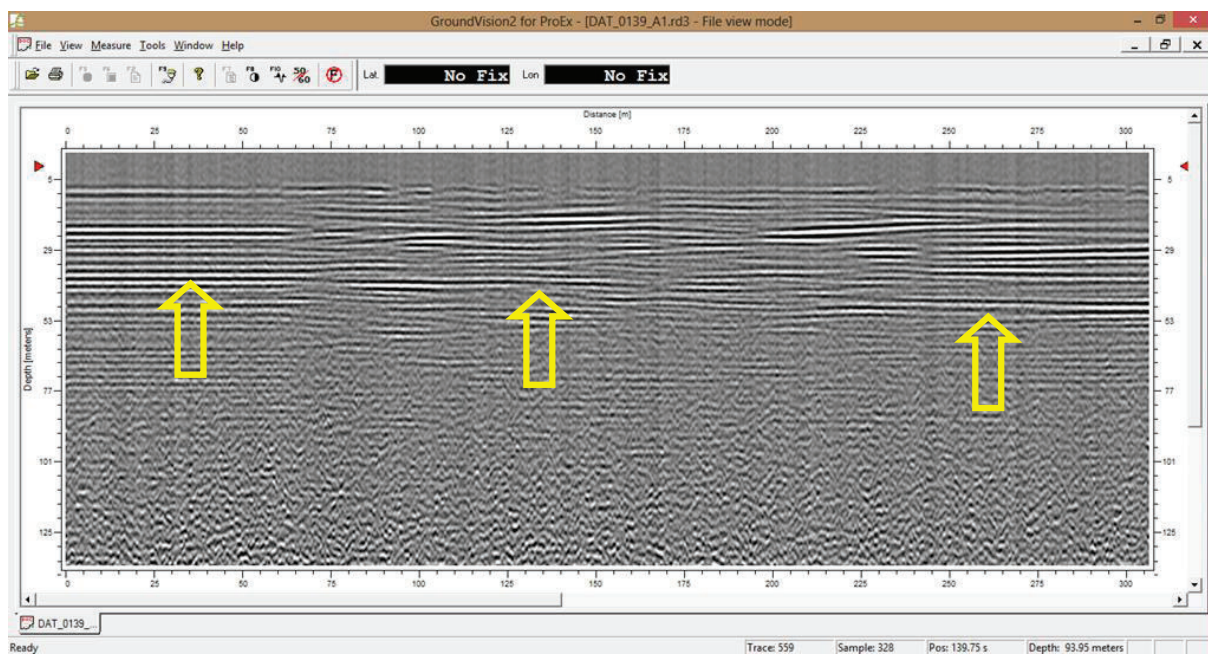 GroundVision2 for ProEx - [DAT_0139_A1.rd3 - File view mode]
File View Measure Tools Window Help
Lat. No Fix Lon No Fix
Distance [m]
0 25 50 75 100 125 150 175 200 225 250 275 300
5 5
29 29
53 53
Depth [meters]
77 77
101 101
125 125
0 25 50 75 100 125 150 175 200 225 250 275 300
DAT_0139_...
Ready Trace: 559 Sample: 328 Pos: 139.75 s Depth: 93.95 meters